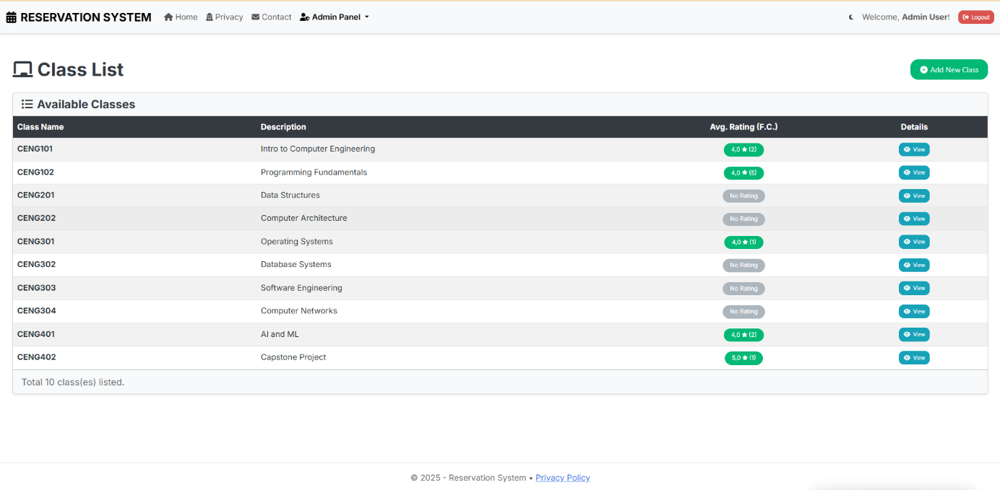 RESERVATION SYSTEM Home Privacy Contact Admin Panel Welcome, Admin User! Logout
Class List Add New Class
Available Classes
Class Name Description Avg. Rating (F.C.) Details
CENG101 Intro to Computer Engineering 4,0 ★ (2) View
CENG102 Programming Fundamentals 4,0 ★ (5) View
CENG201 Data Structures No Rating View
CENG202 Computer Architecture No Rating View
CENG301 Operating Systems 4,0 ★ (1) View
CENG302 Database Systems No Rating View
CENG303 Software Engineering No Rating View
CENG304 Computer Networks No Rating View
CENG401 AI and ML 4,0 ★ (2) View
CENG402 Capstone Project 5,0 ★ (1) View
Total 10 class(es) listed.
© 2025 - Reservation System • Privacy Policy